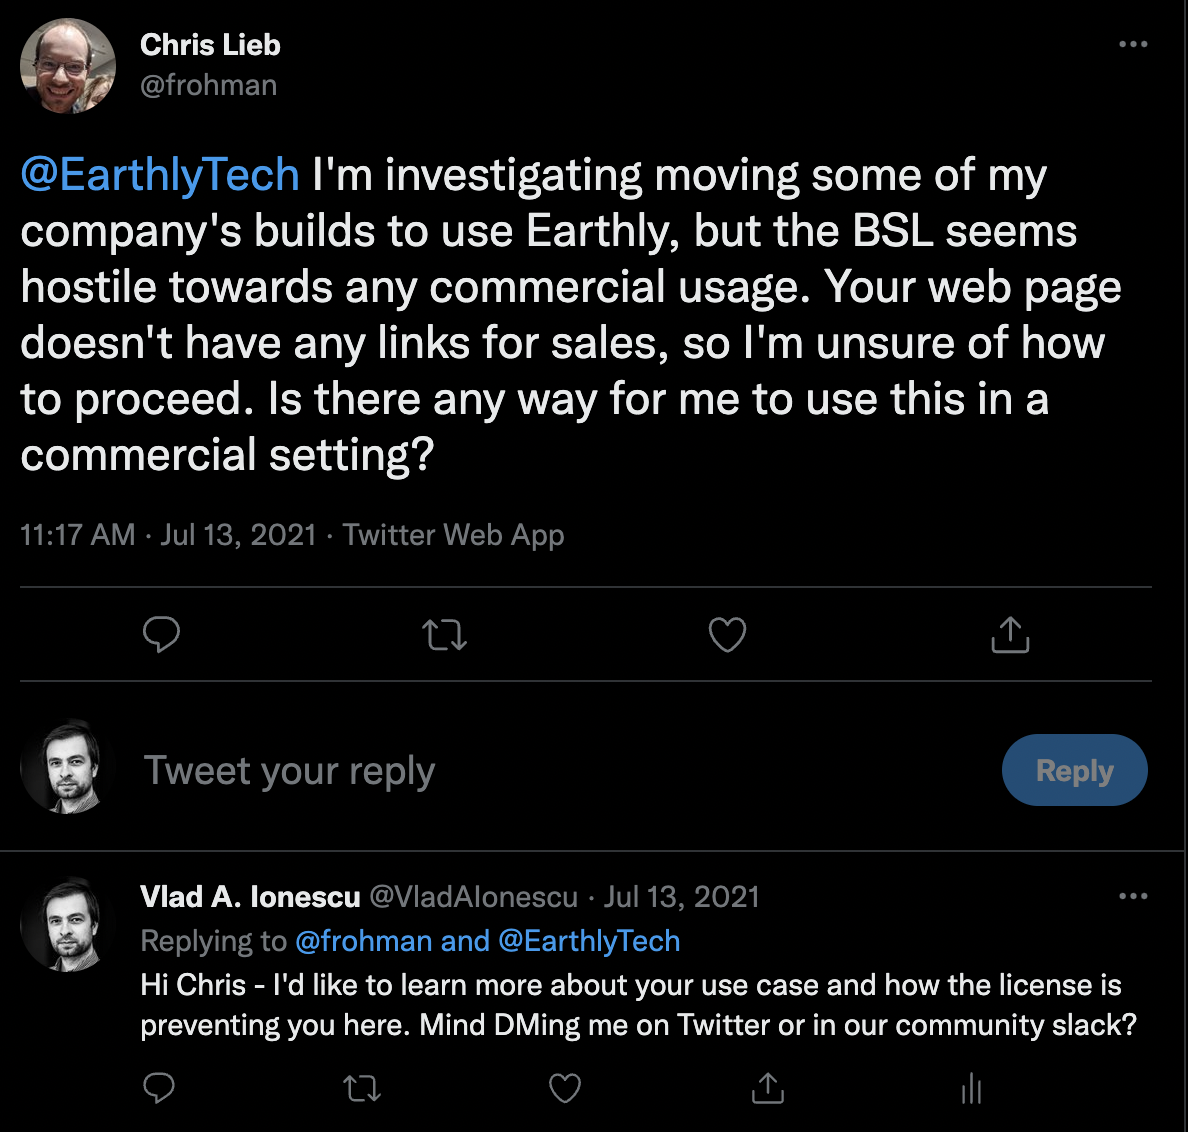 Chris Lieb
@frohman
@EarthlyTech I'm investigating moving some of my
company's builds to use Earthly, but the BSL seems
hostile towards any commercial usage. Your web page
doesn't have any links for sales, so I'm unsure of how
to proceed. Is there any way for me to use this in a
commercial setting?
11:17 AM · Jul 13, 2021 · Twitter Web App
Tweet your reply
Reply
Vlad A. Ionescu @VladAIonescu · Jul 13, 2021
Replying to @frohman and @EarthlyTech
Hi Chris - I'd like to learn more about your use case and how the license is
preventing you here. Mind DMing me on Twitter or in our community slack?